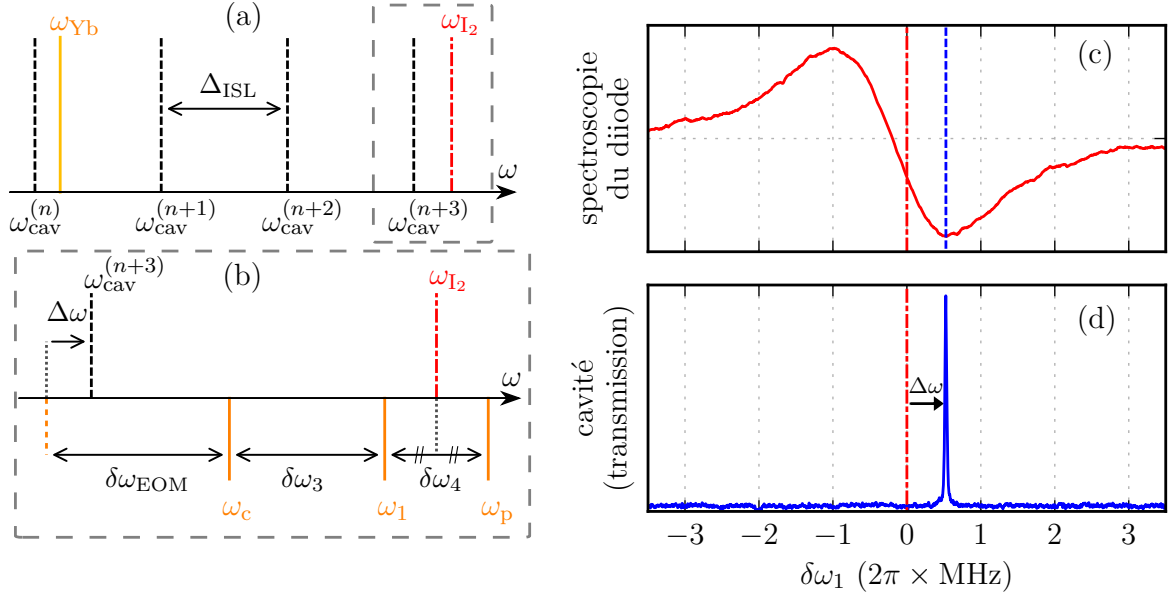 (a)
ω_Yb
ω_I₂
Δ_ISL
ω
ω_cav^(n)
ω_cav^(n+1)
ω_cav^(n+2)
ω_cav^(n+3)
(b)
ω_cav^(n+3)
ω_I₂
Δω
ω
δω_EOM
δω_3
δω_4
ω_c
ω_1
ω_p
(c)
spectroscopie
du diiode
(d)
cavité
(transmission)
Δω
−3 −2 −1 0 1 2 3
δω_1 (2π × MHz)